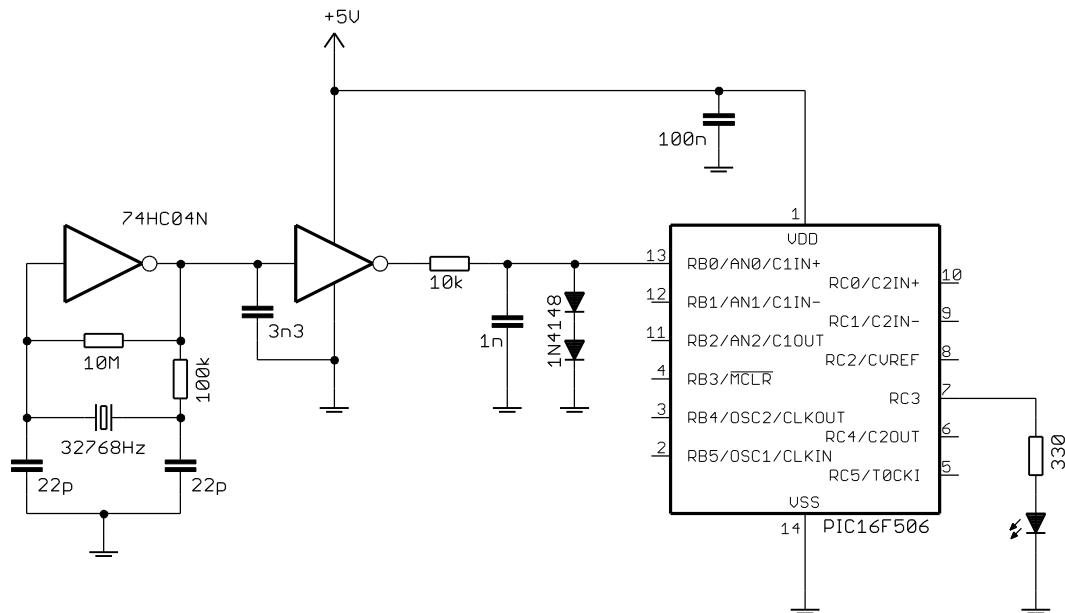 +5V
100n
74HC04N
1
VDD
13
RB0/AN0/C1IN+
10k
10
RC0/C2IN+
12
RB1/AN1/C1IN-
3n3
1n
1N4148
9
RC1/C2IN-
11
RB2/AN2/C1OUT
8
RC2/CVREF
10M
100k
4
RB3/MCLR
7
RC3
3
RB4/OSC2/CLKOUT
32768Hz
6
RC4/C2OUT
330
2
RB5/OSC1/CLKIN
22p
22p
5
RC5/T0CKI
VSS
14
PIC16F506